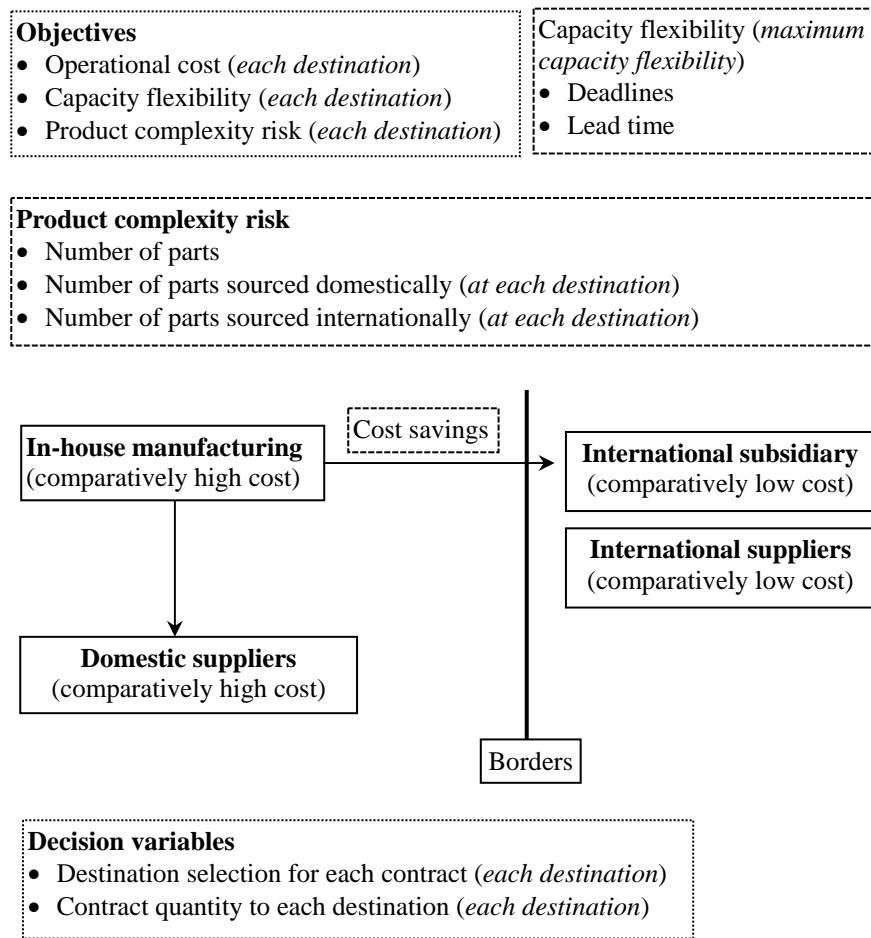 Objectives
• Operational cost (each destination)
• Capacity flexibility (each destination)
• Product complexity risk (each destination)
Capacity flexibility (maximum
capacity flexibility)
• Deadlines
• Lead time
Product complexity risk
• Number of parts
• Number of parts sourced domestically (at each destination)
• Number of parts sourced internationally (at each destination)
Cost savings
In-house manufacturing
(comparatively high cost)
International subsidiary
(comparatively low cost)
International suppliers
(comparatively low cost)
Domestic suppliers
(comparatively high cost)
Borders
Decision variables
• Destination selection for each contract (each destination)
• Contract quantity to each destination (each destination)